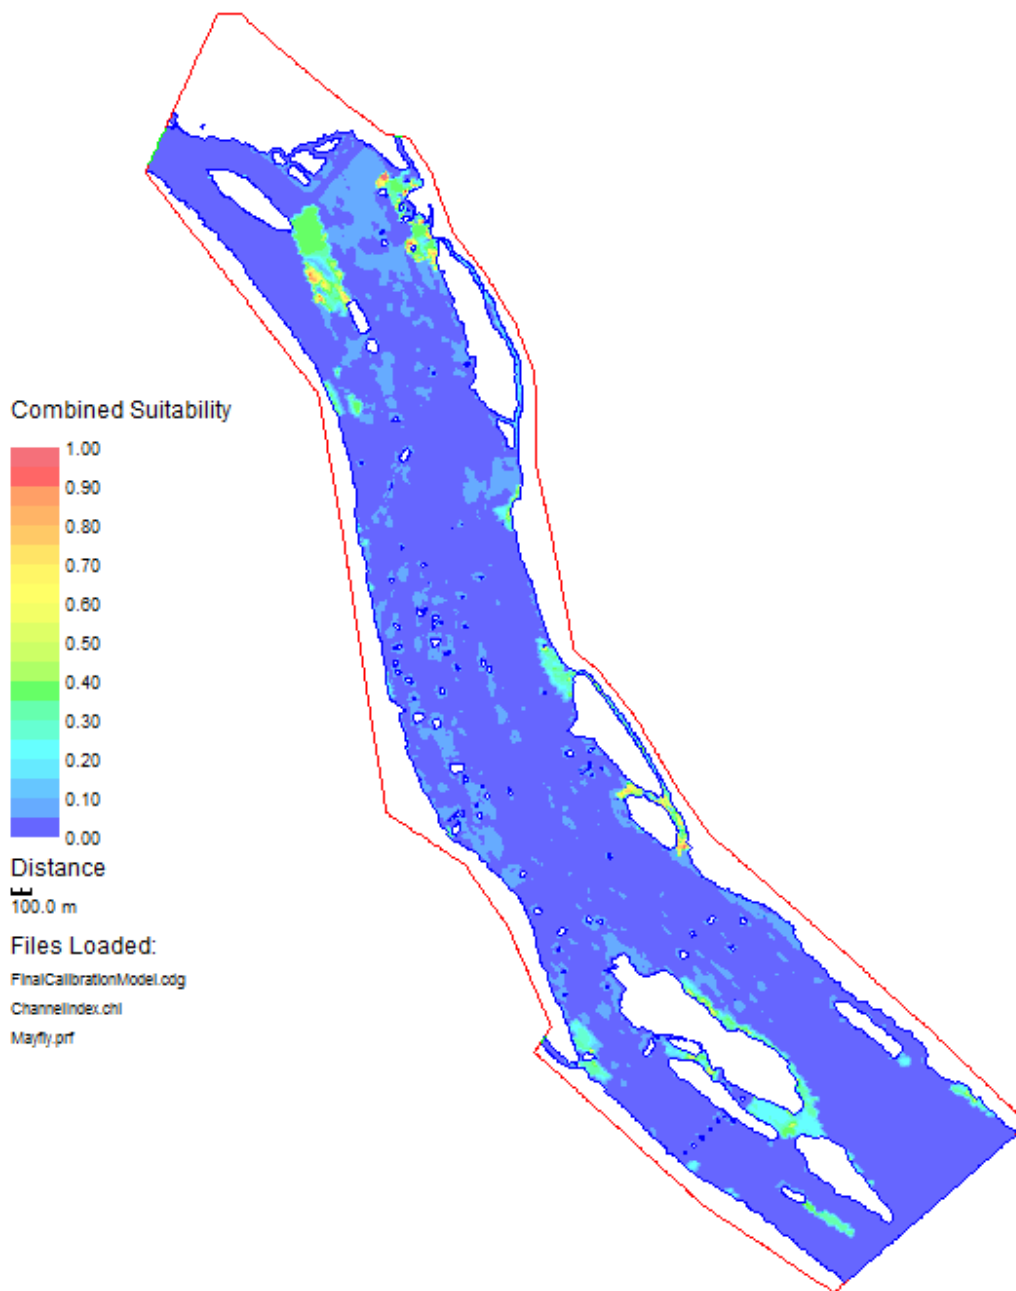 Combined Suitability
1.00
0.90
0.80
0.70
0.60
0.50
0.40
0.30
0.20
0.10
0.00
Distance
100.0 m
Files Loaded:
FinalCalibrationModel.cdg
ChannelIndex.chi
Mayfly.prf